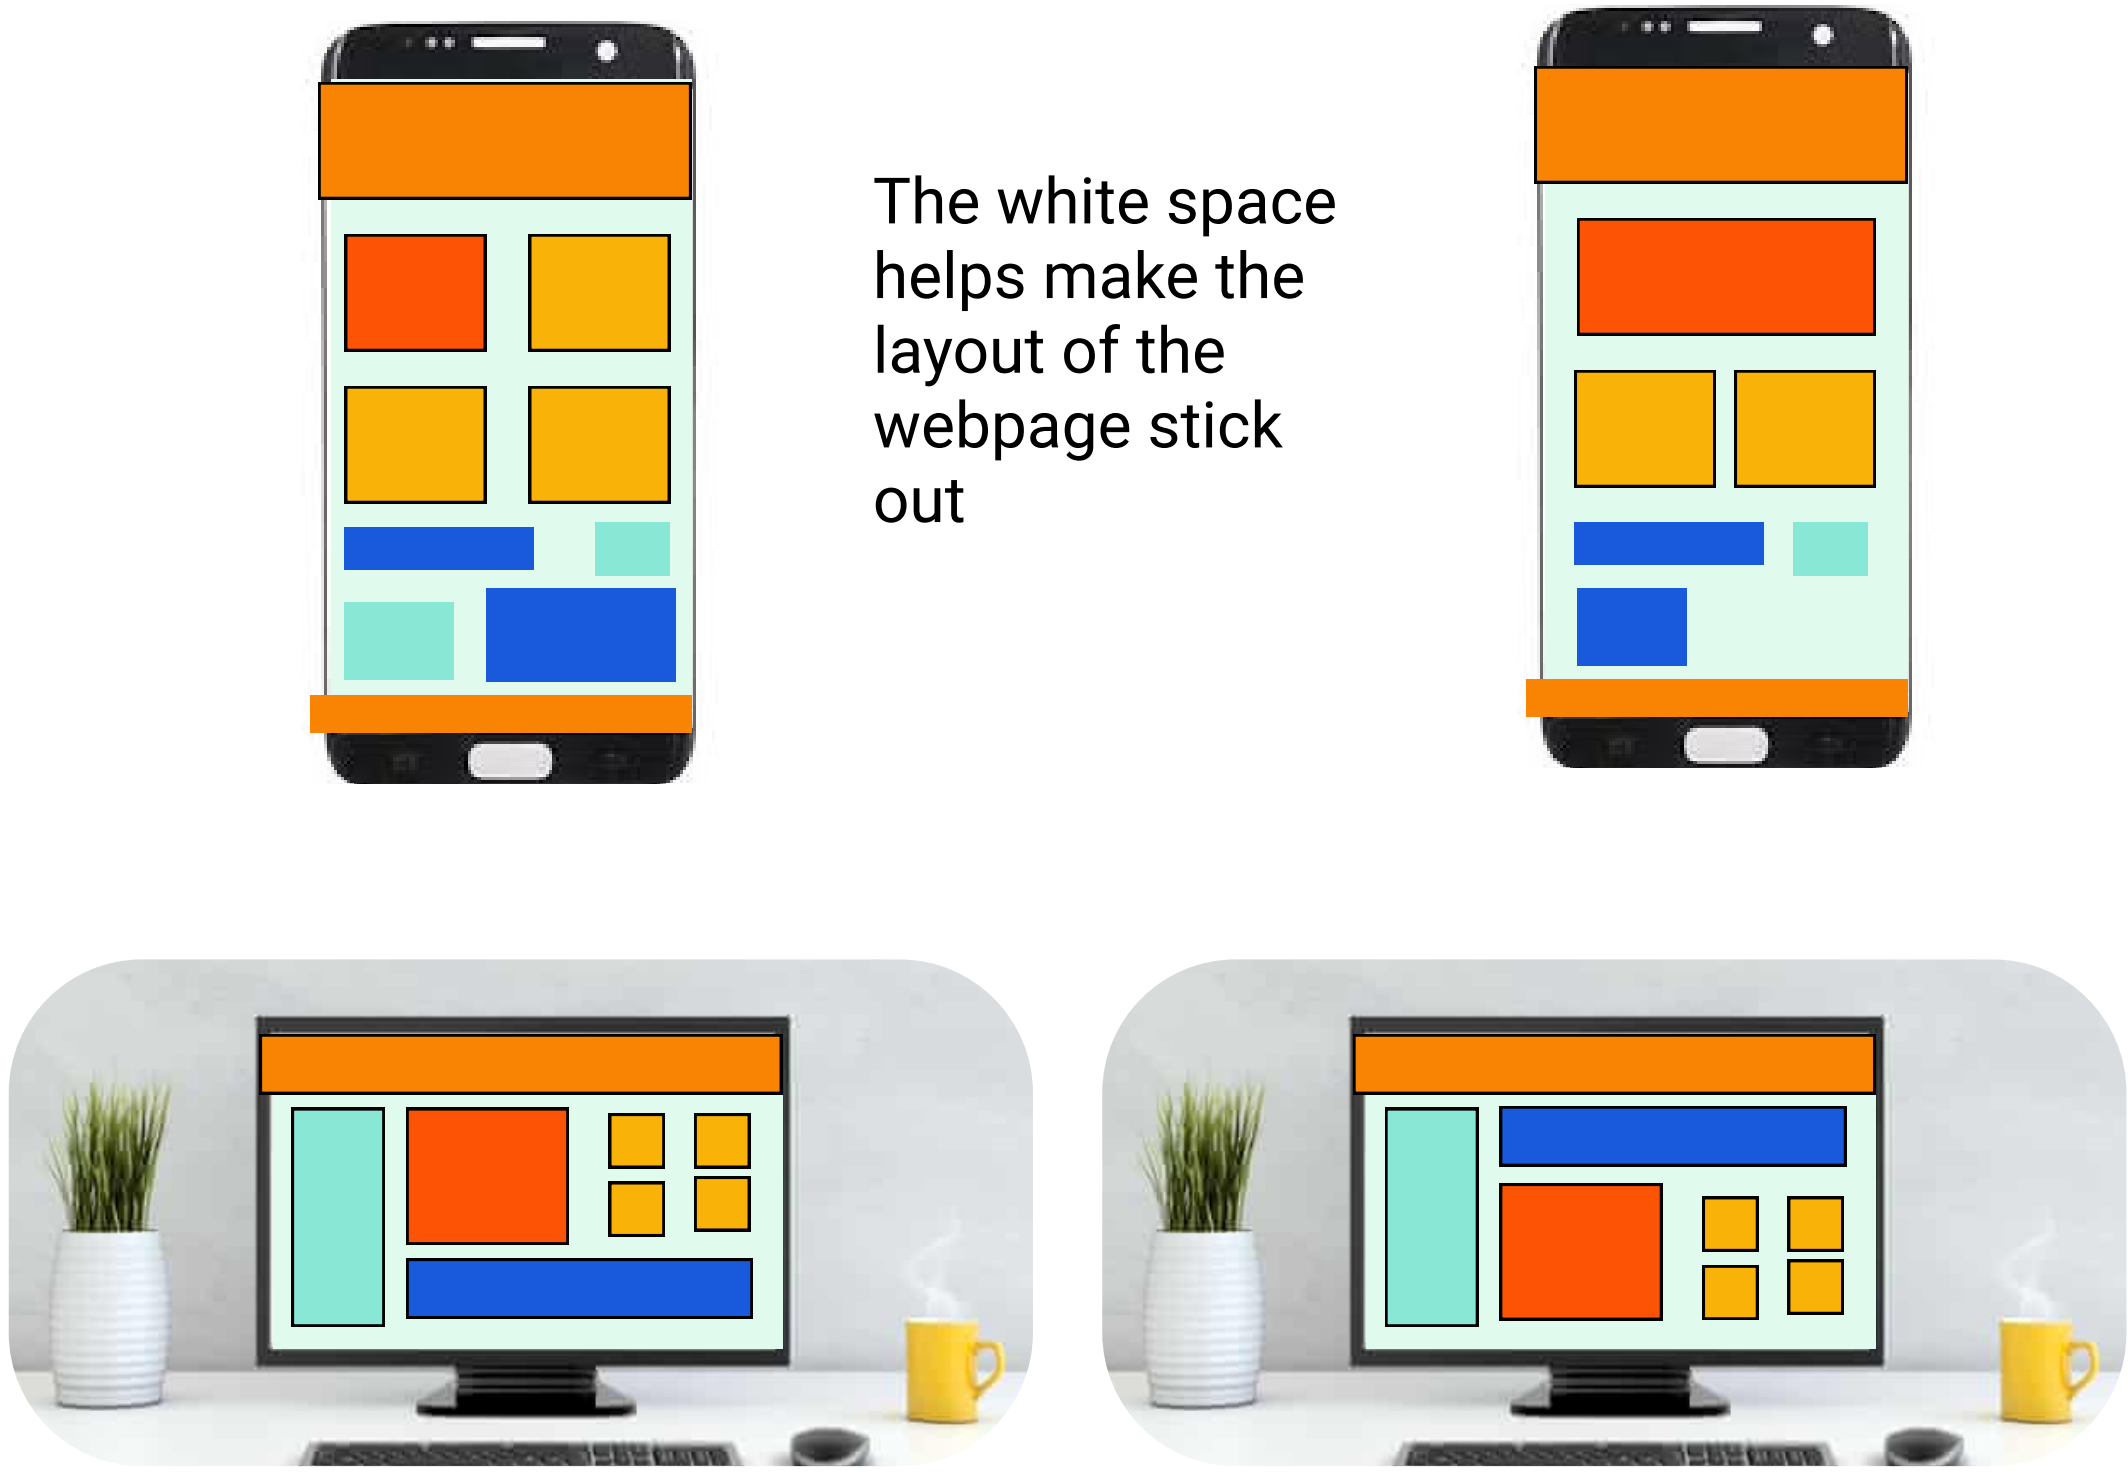 The white space
helps make the
layout of the
webpage stick
out